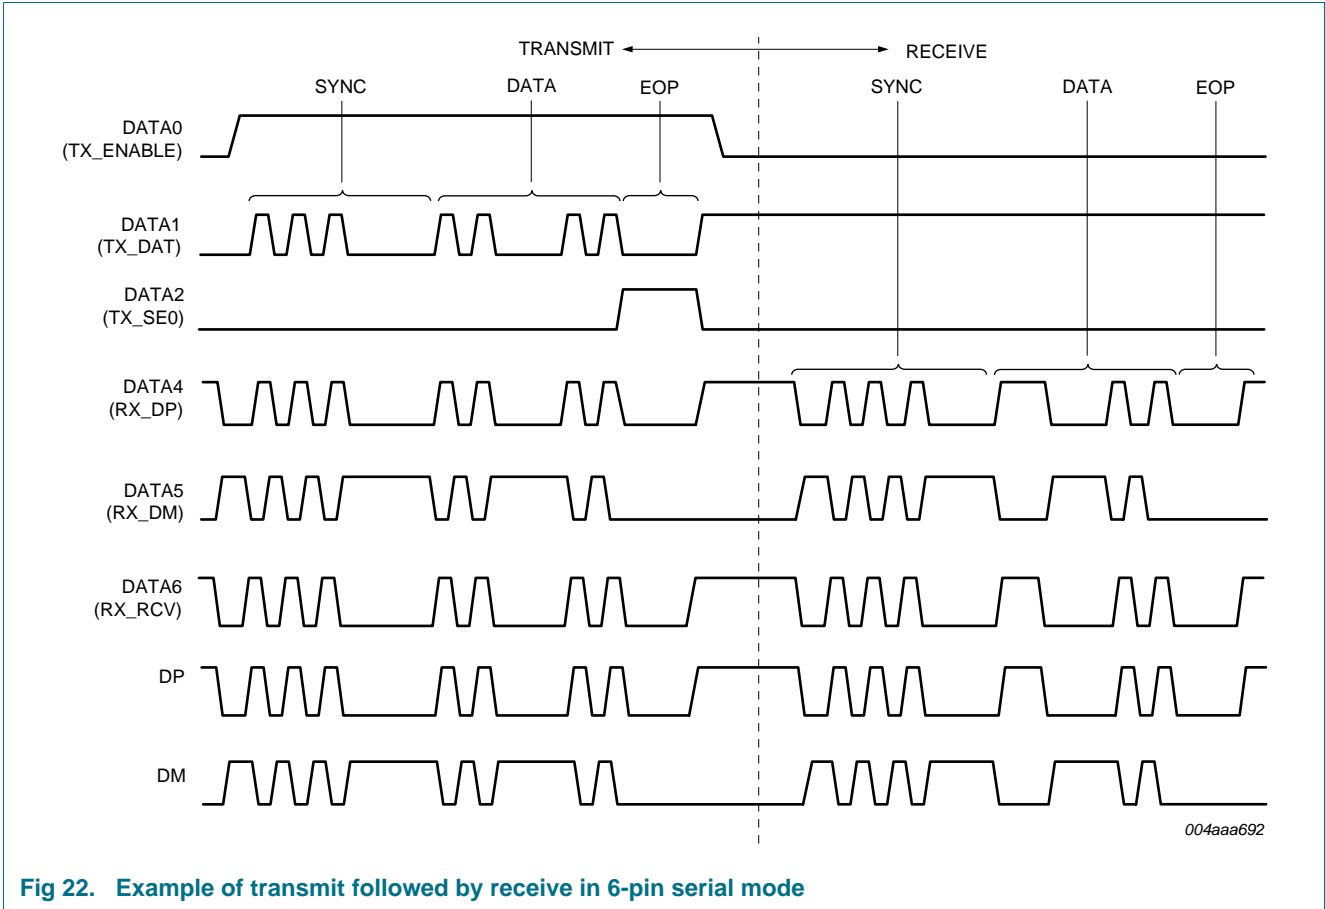 TRANSMIT
RECEIVE
SYNC
DATA
EOP
SYNC
DATA
EOP
DATA0
(TX_ENABLE)
DATA1
(TX_DAT)
DATA2
(TX_SE0)
DATA4
(RX_DP)
DATA5
(RX_DM)
DATA6
(RX_RCV)
DP
DM
004aaa692
Fig 22. Example of transmit followed by receive in 6-pin serial mode